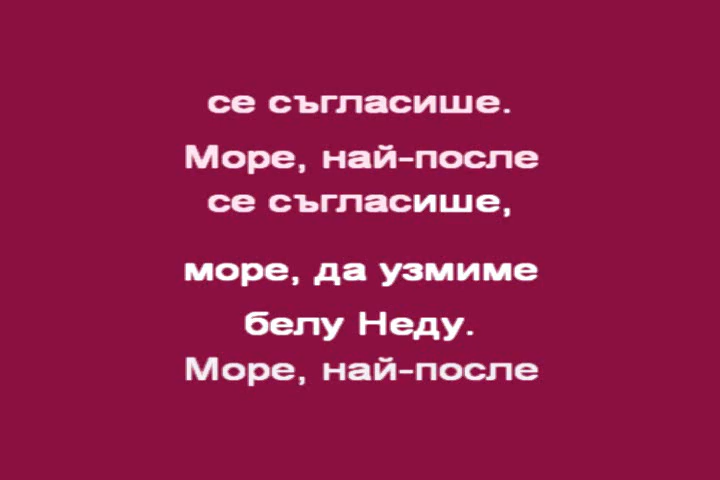 се съгласише.
Море, най-после
се съгласише,
море, да узмиме
белу Неду.
Море, най-после